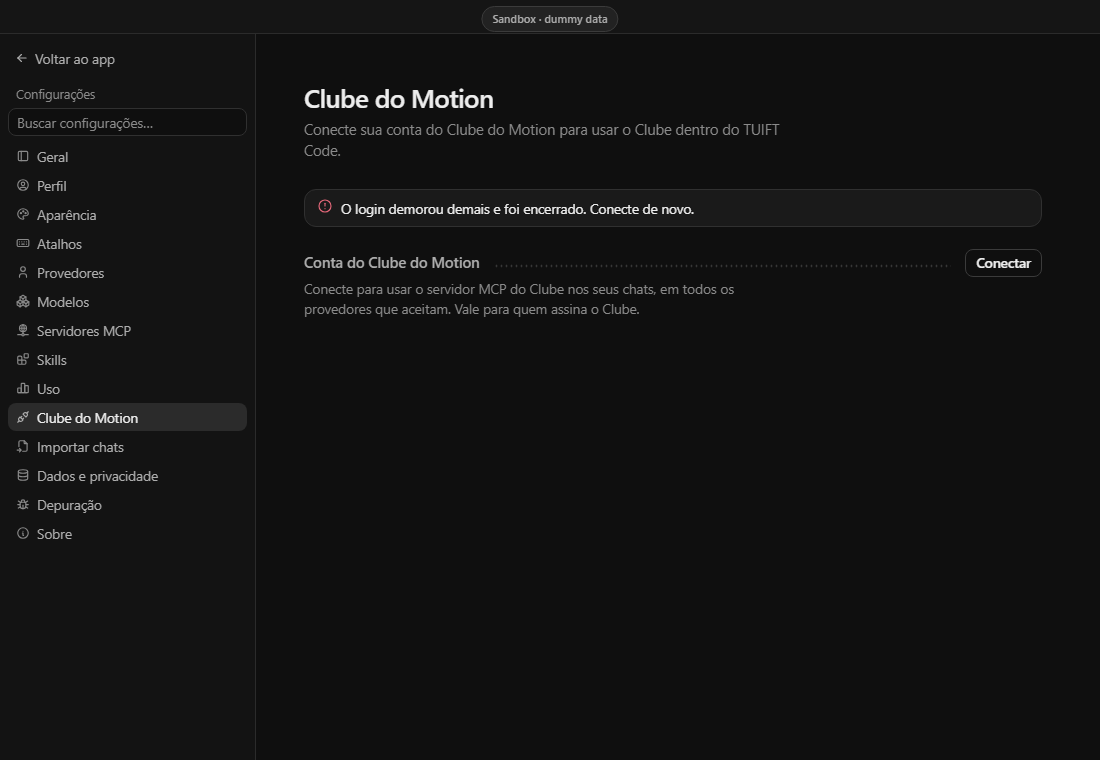 Sandbox · dummy data
Voltar ao app
Configurações
Buscar configurações...
Geral
Perfil
Aparência
Atalhos
Provedores
Modelos
Servidores MCP
Skills
Uso
Clube do Motion
Importar chats
Dados e privacidade
Depuração
Sobre
Clube do Motion
Conecte sua conta do Clube do Motion para usar o Clube dentro do TUIFT
Code.
O login demorou demais e foi encerrado. Conecte de novo.
Conta do Clube do Motion
Conectar
Conecte para usar o servidor MCP do Clube nos seus chats, em todos os
provedores que aceitam. Vale para quem assina o Clube.